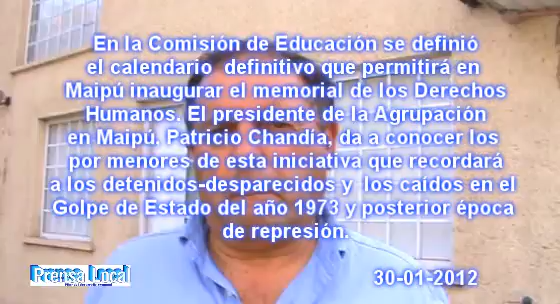 En la Comisión de Educación se definió
el calendario definitivo que permitirá en
Maipú inaugurar el memorial de los Derechos
Humanos. El presidente de la Agrupación
en Maipú, Patricio Chandía, da a conocer los
por menores de esta iniciativa que recordará
a los detenidos-desparecidos y los caídos en el
Golpe de Estado del año 1973 y posterior época
de represión.
Prensa Local
30-01-2012